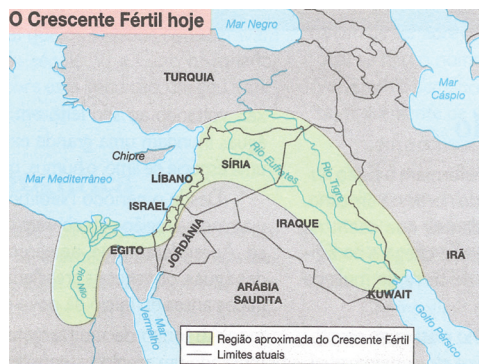 O Crescente Fértil hoje
Mar Negro
TURQUIA
Mar
Cáspio
Chipre
SÍRIA
Rio Eufrates
Rio Tigre
Mar Mediterrâneo
LÍBANO
ISRAEL
JORDÂNIA
IRAQUE
IRÃ
EGITO
Rio Nilo
ARÁBIA
SAUDITA
KUWAIT
Mar
Vermelho
Golfo Pérsico
Região aproximada do Crescente Fértil
Limites atuais